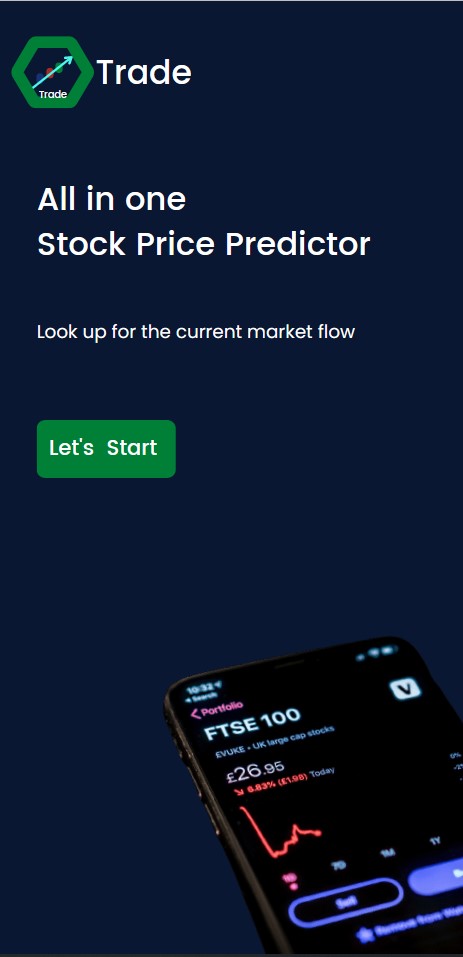 Trade
Trade
All in one
Stock Price Predictor
Look up for the current market flow
Let's Start
10:32
Search
Portfolio
V
FTSE 100
EVUKE • UK large cap stocks
£26.95
6.83% (£1.98) Today
1D 7D 1M 1Y
Sell
Remove from